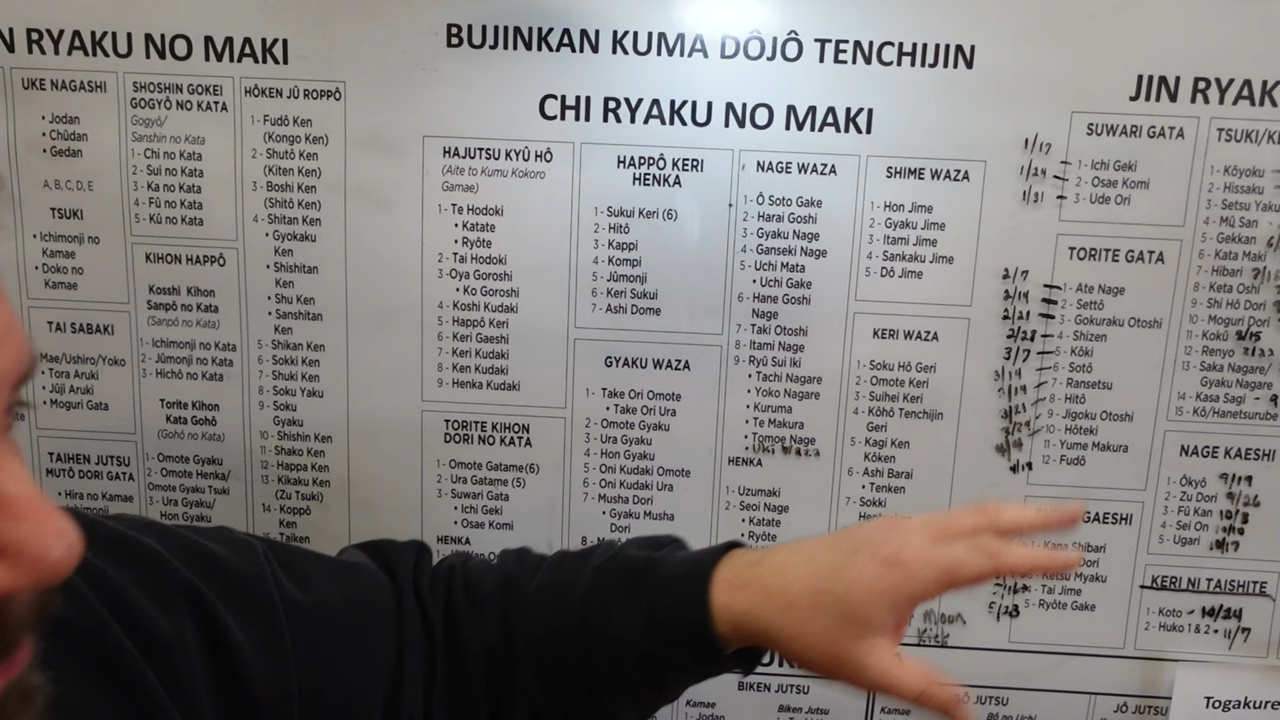 BUJINKAN KUMA DÔJÔ TENCHIJIN
N RYAKU NO MAKI
UKE NAGASHI
• Jodan
• Chûdan
• Gedan
A, B, C, D, E
TSUKI
• Ichimonji no
Kamae
• Doko no
Kamae
TAI SABAKI
Mae/Ushiro/Yoko
• Tora Aruki
• Jûji Aruki
• Moguri Gata
TAIHEN JUTSU
MUTÔ DORI GATA
• Hira no Kamae
SHOSHIN GOKEI
GOGYÔ NO KATA
Gogyô/
Sanshin no Kata
1 - Chi no Kata
2 - Sui no Kata
3 - Ka no Kata
4 - Fû no Kata
5 - Kû no Kata
KIHON HAPPÔ
Kosshi Kihon
Sanpô no Kata
(Sanpô no Kata)
1 - Ichimonji no Kata
2 - Jûmonji no Kata
3 - Hichô no Kata
Torite Kihon
Kata Gohô
(Gohô no Kata)
1 - Omote Gyaku
2 - Omote Henka/
Omote Gyaku Tsuki
3 - Ura Gyaku/
Hon Gyaku
HÔKEN JÛ ROPPÔ
1 - Fudô Ken
(Kongo Ken)
2 - Shutô Ken
(Kiten Ken)
3 - Boshi Ken
(Shitô Ken)
4 - Shitan Ken
• Gyokaku
Ken
• Shishitan
Ken
• Shu Ken
• Sanshitan
Ken
5 - Shikan Ken
6 - Sokki Ken
7 - Shuki Ken
8 - Soku Yaku
9 - Soku
Gyaku
10 - Shishin Ken
11 - Shako Ken
12 - Happa Ken
13 - Kikaku Ken
(Zu Tsuki)
14 - Koppô
Ken
15 - Taiken
CHI RYAKU NO MAKI
HAJUTSU KYÛ HÔ
(Aite to Kumu Kokoro
Gamae)
1 - Te Hodoki
• Katate
• Ryôte
2 - Tai Hodoki
3 -Oya Goroshi
• Ko Goroshi
4 - Koshi Kudaki
5 - Happô Keri
6 - Keri Gaeshi
7 - Keri Kudaki
8 - Ken Kudaki
9 - Henka Kudaki
TORITE KIHON
DORI NO KATA
1 - Omote Gatame(6)
2 - Ura Gatame (5)
3 - Suwari Gata
• Ichi Geki
• Osae Komi
HENKA
HAPPÔ KERI
HENKA
1 - Sukui Keri (6)
2 - Hitô
3 - Kappi
4 - Kompi
5 - Jûmonji
6 - Keri Sukui
7 - Ashi Dome
GYAKU WAZA
1- Take Ori Omote
• Take Ori Ura
2 - Omote Gyaku
3 - Ura Gyaku
4 - Hon Gyaku
5 - Oni Kudaki Omote
6 - Oni Kudaki Ura
7 - Musha Dori
• Gyaku Musha
Dori
NAGE WAZA
1- Ô Soto Gake
2 - Harai Goshi
3 - Gyaku Nage
4 - Ganseki Nage
5 - Uchi Mata
• Uchi Gake
6 - Hane Goshi
Nage
7 - Taki Otoshi
8 - Itami Nage
9 - Ryû Sui Iki
• Tachi Nagare
• Yoko Nagare
• Kuruma
• Te Makura
• Tomoe Nage
HENKA
1 - Uzumaki
2 - Seoi Nage
• Katate
• Ryôte
SHIME WAZA
1 - Hon Jime
2 - Gyaku Jime
3 - Itami Jime
4 - Sankaku Jime
5 - Dô Jime
KERI WAZA
1 - Soku Hô Geri
2 - Omote Keri
3 - Suihei Keri
4 - Kôhô Tenchijin
Geri
5 - Kagi Ken
Kôken
6 - Ashi Barai
• Tenken
7 - Sokki
Moon
Kick
JIN RYAK
SUWARI GATA
1/17 1- Ichi Geki
1/24 2 - Osae Komi
1/31 3 - Ude Ori
TORITE GATA
2/7 1 - Ate Nage
2/14 2 - Settô
2/21 3 - Gokuraku Otoshi
2/28 4 - Shizen
3/7 5 - Kôki
3/14 6 - Sotô
7 - Ransetsu
3/21 8 - Hitô
9 - Jigoku Otoshi
10 - Hôteki
11 - Yume Makura
12 - Fudô
GAESHI
1- Kana Shibari
Dori
Ketsu Myaku
- Tai Jime
5/23 5 - Ryôte Gake
TSUKI/K
1 - Kôyoku
2 - Hissaku
3 - Setsu Yaku
4 - Mû San
5 - Gekkan
6 - Kata Maki
7 - Hibari
8 - Keta Oshi
9 - Shi Hô Dori
10 - Moguri Dori
11 - Kokû 8/15
12 - Renyo
13 - Saka Nagare/
Gyaku Nagare
14 - Kasa Sagi - 9
15 - Kô/Hanetsurube
NAGE KAESHI
1 - Ôkyô 9/19
2 - Zu Dori 9/26
3 - Fû Kan 10/3
4 - Sei On 10/10
5 - Ugari 10/17
KERI NI TAISHITE
1 - Koto - 10/24
2 - Huko 1 & 2 - 11/7
BIKEN JUTSU
Kamae
- Jodan
Biken Jutsu
JUTSU
Kamae
JÔ JUTSU
Togakure